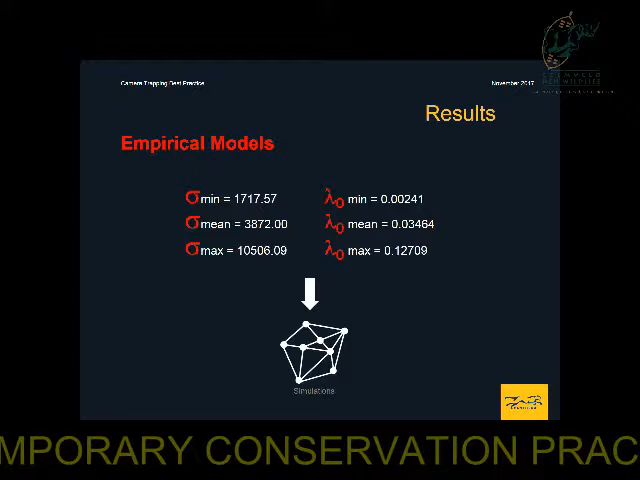 Camera Trapping Best Practice
November 2017
Results
Empirical Models
σmin = 1717.57
λ0 min = 0.00241
σmean = 3872.00
λ0 mean = 0.03464
σmax = 10506.09
λ0 max = 0.12709
Simulations
MPORARY CONSERVATION PRAC